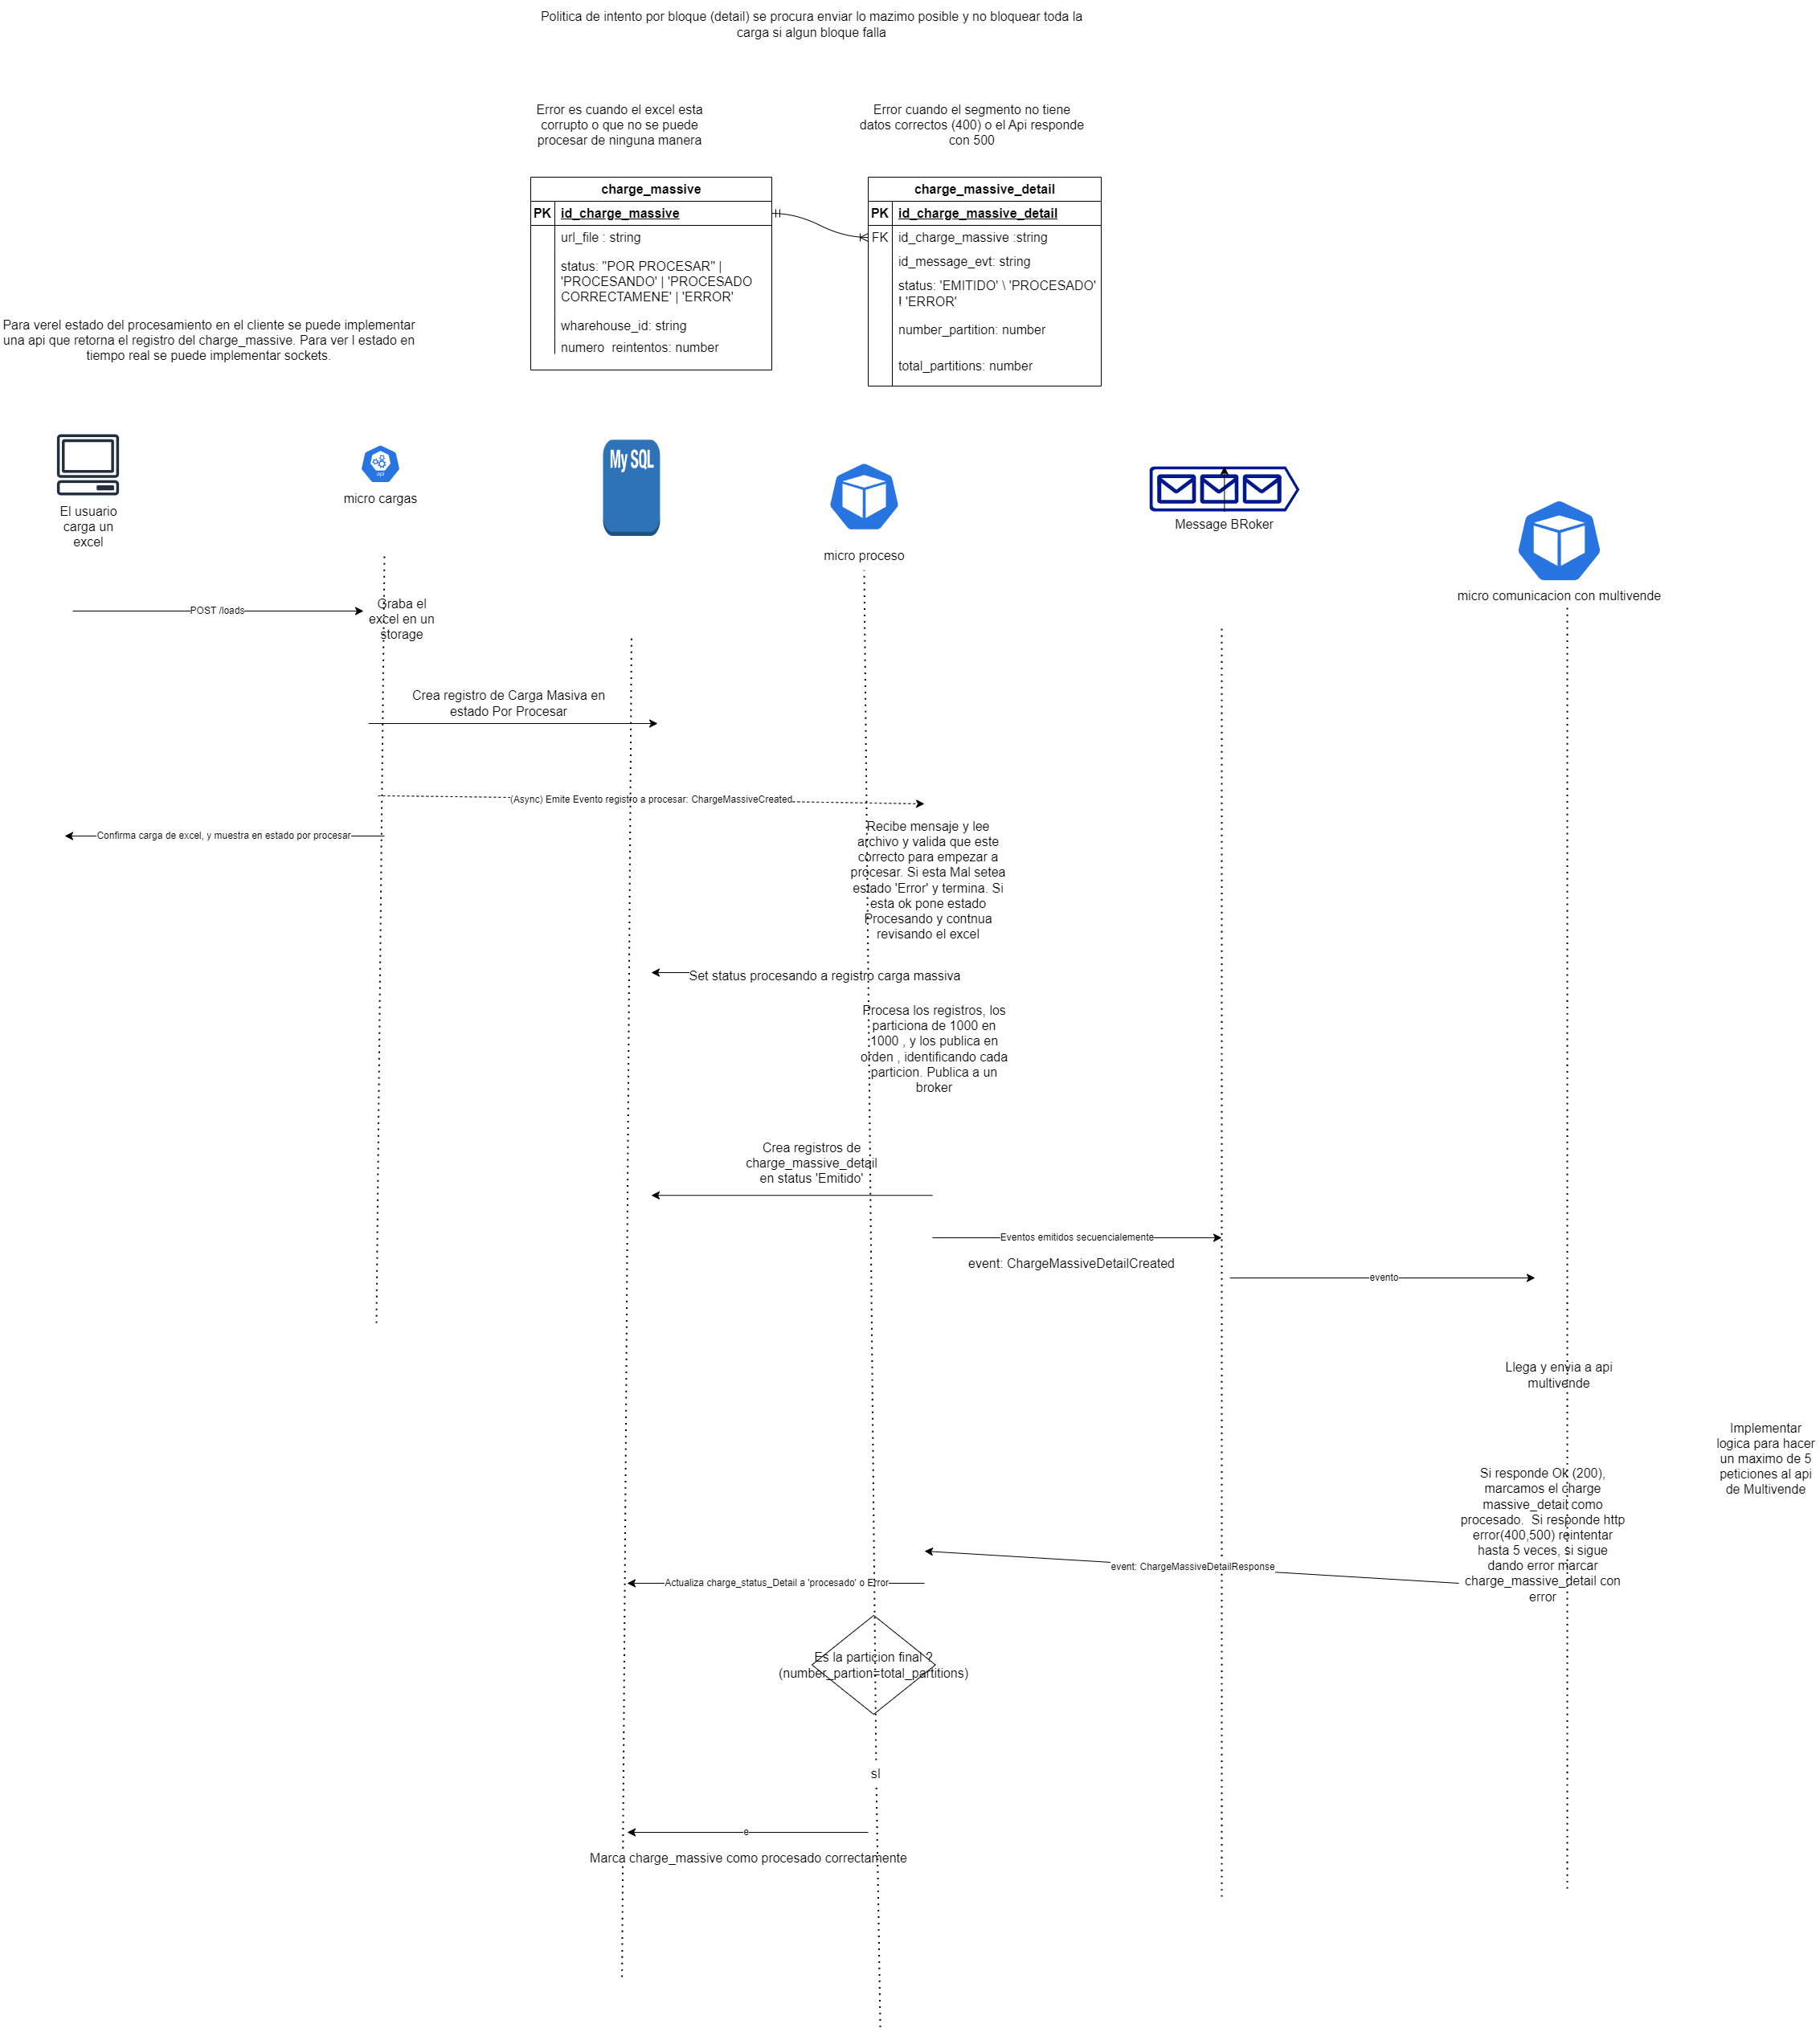 Politica de intento por bloque (detail) se procura enviar lo mazimo posible y no bloquear toda la
carga si algun bloque falla
Error es cuando el excel esta
corrupto o que no se puede
procesar de ninguna manera
Error cuando el segmento no tiene
datos correctos (400) o el Api responde
con 500
charge_massive
PK id_charge_massive
url_file : string
status: "POR PROCESAR" |
'PROCESANDO' | 'PROCESADO
CORRECTAMENE' | 'ERROR'
wharehouse_id: string
numero reintentos: number
charge_massive_detail
PK id_charge_massive_detail
FK id_charge_massive :string
id_message_evt: string
status: 'EMITIDO' \ 'PROCESADO'
! 'ERROR'
number_partition: number
total_partitions: number
Para verel estado del procesamiento en el cliente se puede implementar
una api que retorna el registro del charge_massive. Para ver l estado en
tiempo real se puede implementar sockets.
El usuario
carga un
excel
api
micro cargas
My SQL
micro proceso
Message BRoker
micro comunicacion con multivende
POST /loads
Graba el
excel en un
storage
Crea registro de Carga Masiva en
estado Por Procesar
(Async) Emite Evento registro a procesar: ChargeMassiveCreated
Confirma carga de excel, y muestra en estado por procesar
Recibe mensaje y lee
archivo y valida que este
correcto para empezar a
procesar. Si esta Mal setea
estado 'Error' y termina. Si
esta ok pone estado
Procesando y contnua
revisando el excel
Set status procesando a registro carga massiva
Procesa los registros, los
particiona de 1000 en
1000 , y los publica en
orden , identificando cada
particion. Publica a un
broker
Crea registros de
charge_massive_detail
en status 'Emitido'
Eventos emitidos secuencialemente
event: ChargeMassiveDetailCreated
evento
Llega y envia a api
multivende
Implementar
logica para hacer
un maximo de 5
peticiones al api
de Multivende
Si responde Ok (200),
marcamos el charge
massive_detail como
procesado. Si responde http
error(400,500) reintentar
hasta 5 veces, si sigue
dando error marcar
charge_massive_detail con
error
event: ChargeMassiveDetailResponse
Actualiza charge_status_Detail a 'procesado' o Error
Es la particion final ?
(number_partion=total_partitions)
sI
e
Marca charge_massive como procesado correctamente